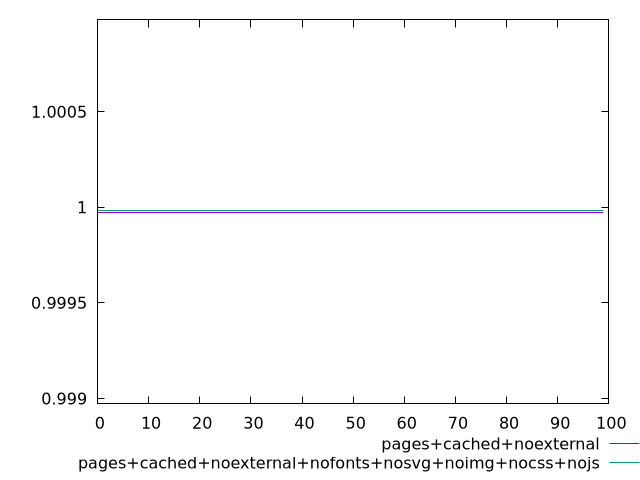 1.0005
1
0.9995
0.999
0 10 20 30 40 50 60 70 80 90 100
pages+cached+noexternal
pages+cached+noexternal+nofonts+nosvg+noimg+nocss+nojs